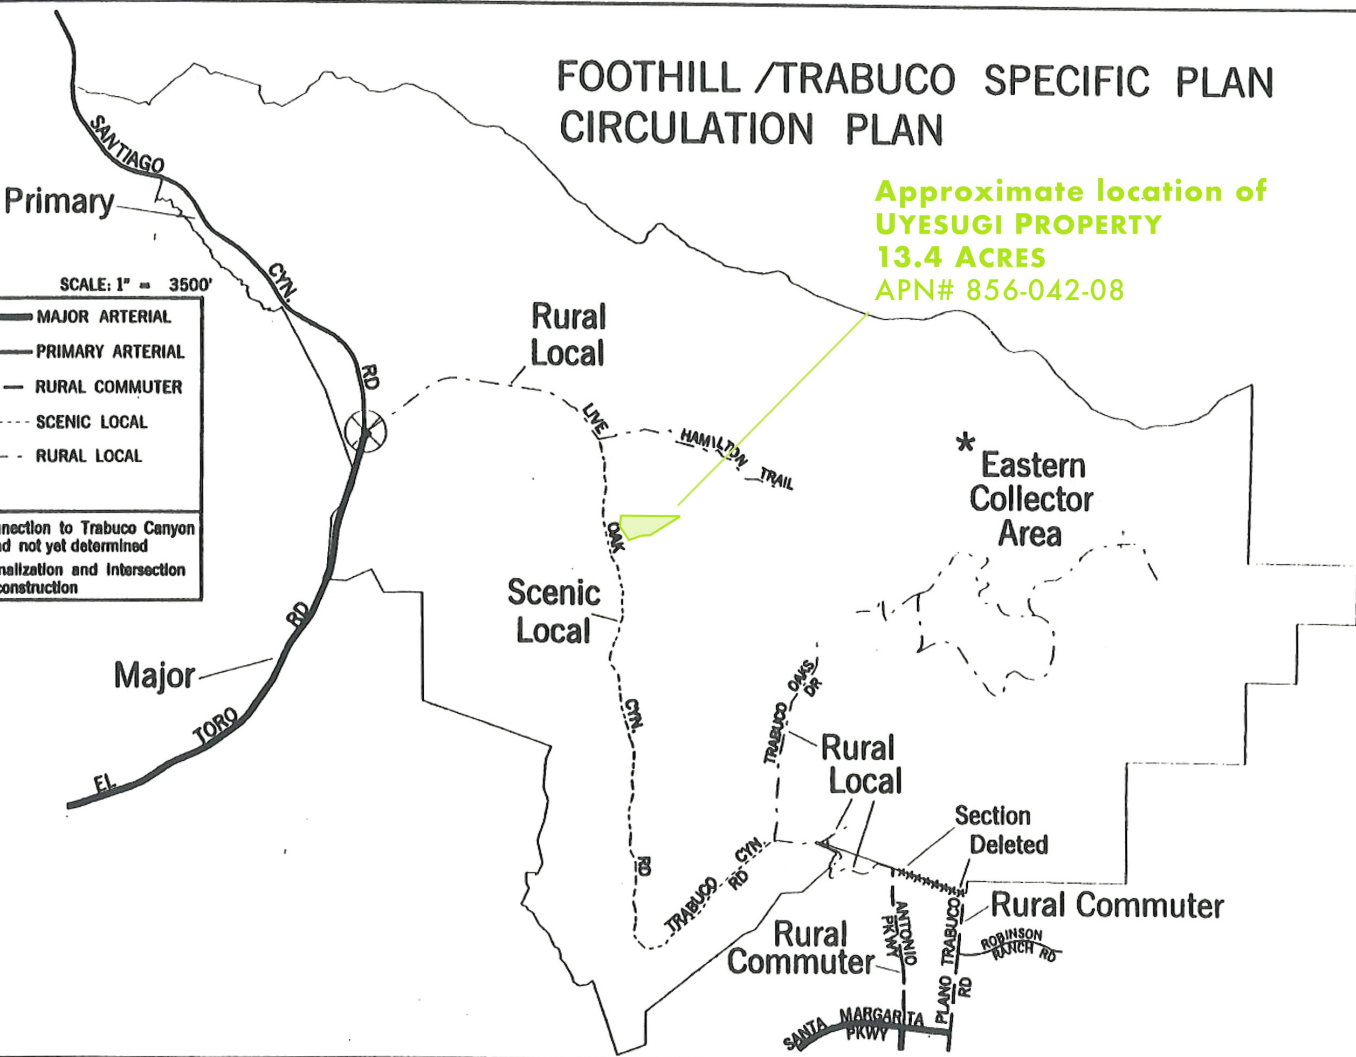 FOOTHILL /TRABUCO SPECIFIC PLAN
CIRCULATION PLAN
Approximate location of
UYESUGI PROPERTY
13.4 ACRES
APN# 856-042-08
SANTIAGO
Primary
CYN.
SCALE: 1" = 3500'
MAJOR ARTERIAL
PRIMARY ARTERIAL
RURAL COMMUTER
SCENIC LOCAL
RURAL LOCAL
nnection to Trabuco Canyon
nd not yet determined
nalization and Intersection
construction
RD
Rural
Local
LIVE
HAMILTON
TRAIL
*
Eastern
Collector
Area
OAK
Scenic
Local
RD
Major
TORO
EL
CYN.
OAKS
DR
TRABUCO
Rural
Local
Section
Deleted
RD
TRABUCO
CYN.
RD
Rural
Commuter
ANTONIO
PKWY
Rural Commuter
PLANO TRABUCO
RD
ROBINSON
RANCH RD
SANTA MARGARITA
PKWY